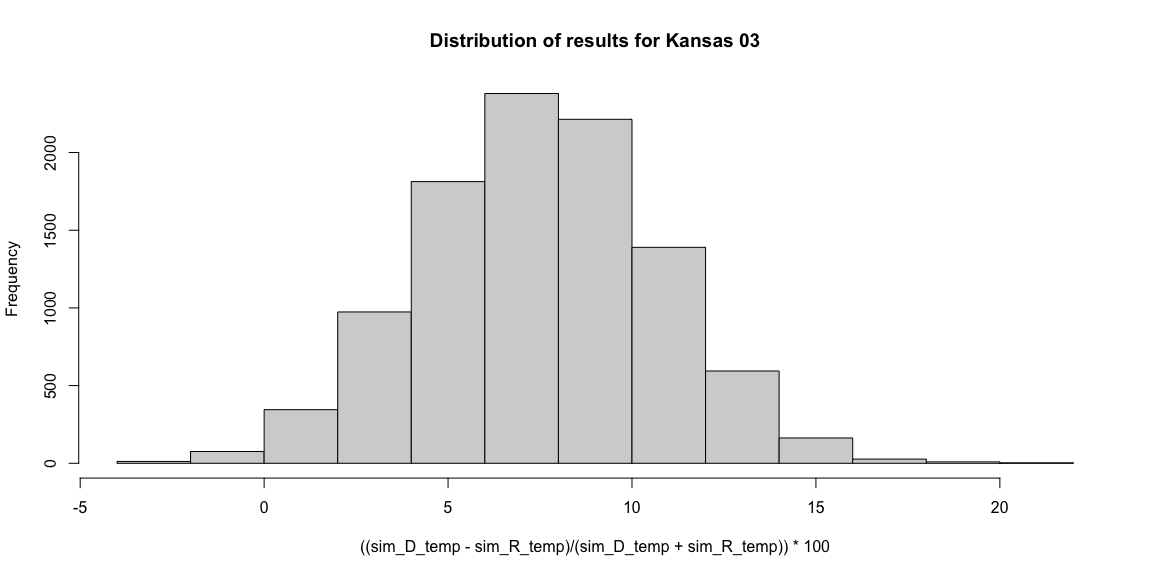 Distribution of results for Kansas 03
Frequency
2000
1500
1000
500
0
-5 0 5 10 15 20
((sim_D_temp - sim_R_temp)/(sim_D_temp + sim_R_temp)) * 100